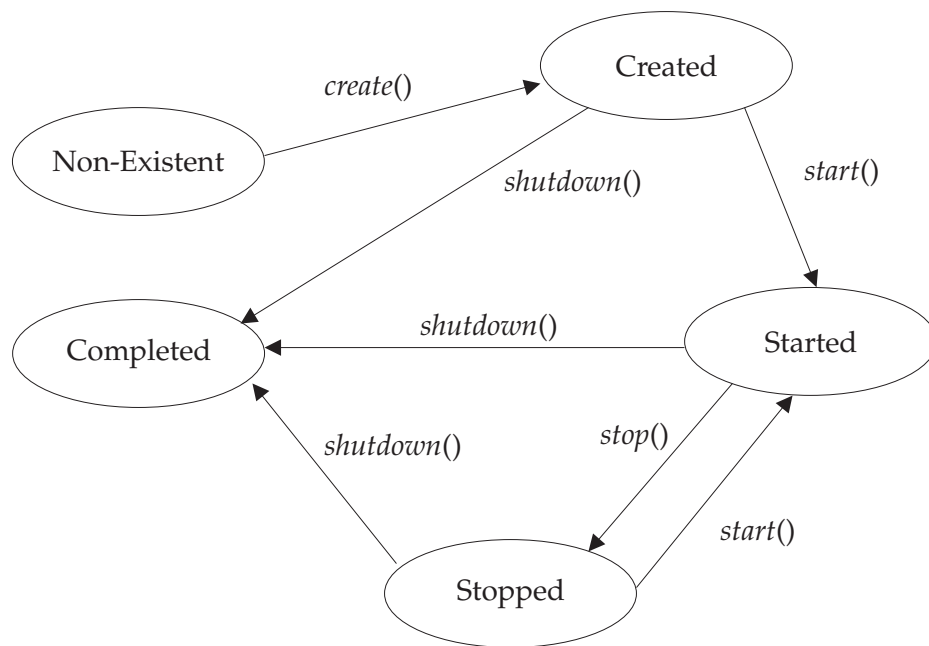 Created
create()
Non-Existent
shutdown()
start()
shutdown()
Completed
Started
shutdown()
stop()
start()
Stopped